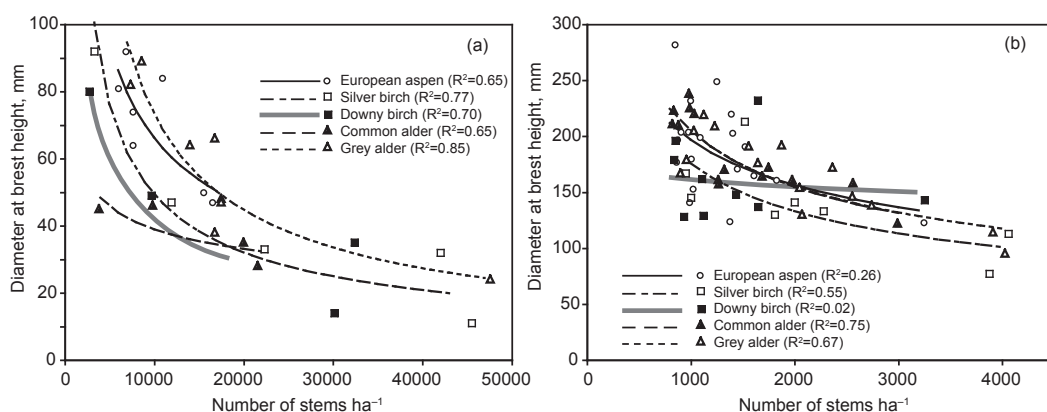 (a)
Diameter at brest height, mm
100
80
60
40
20
0
European aspen (R²=0.65)
Silver birch (R²=0.77)
Downy birch (R²=0.70)
Common alder (R²=0.65)
Grey alder (R²=0.85)
0 10000 20000 30000 40000 50000
Number of stems ha⁻¹
(b)
Diameter at brest height, mm
300
250
200
150
100
50
0
European aspen (R²=0.26)
Silver birch (R²=0.55)
Downy birch (R²=0.02)
Common alder (R²=0.75)
Grey alder (R²=0.67)
0 1000 2000 3000 4000
Number of stems ha⁻¹